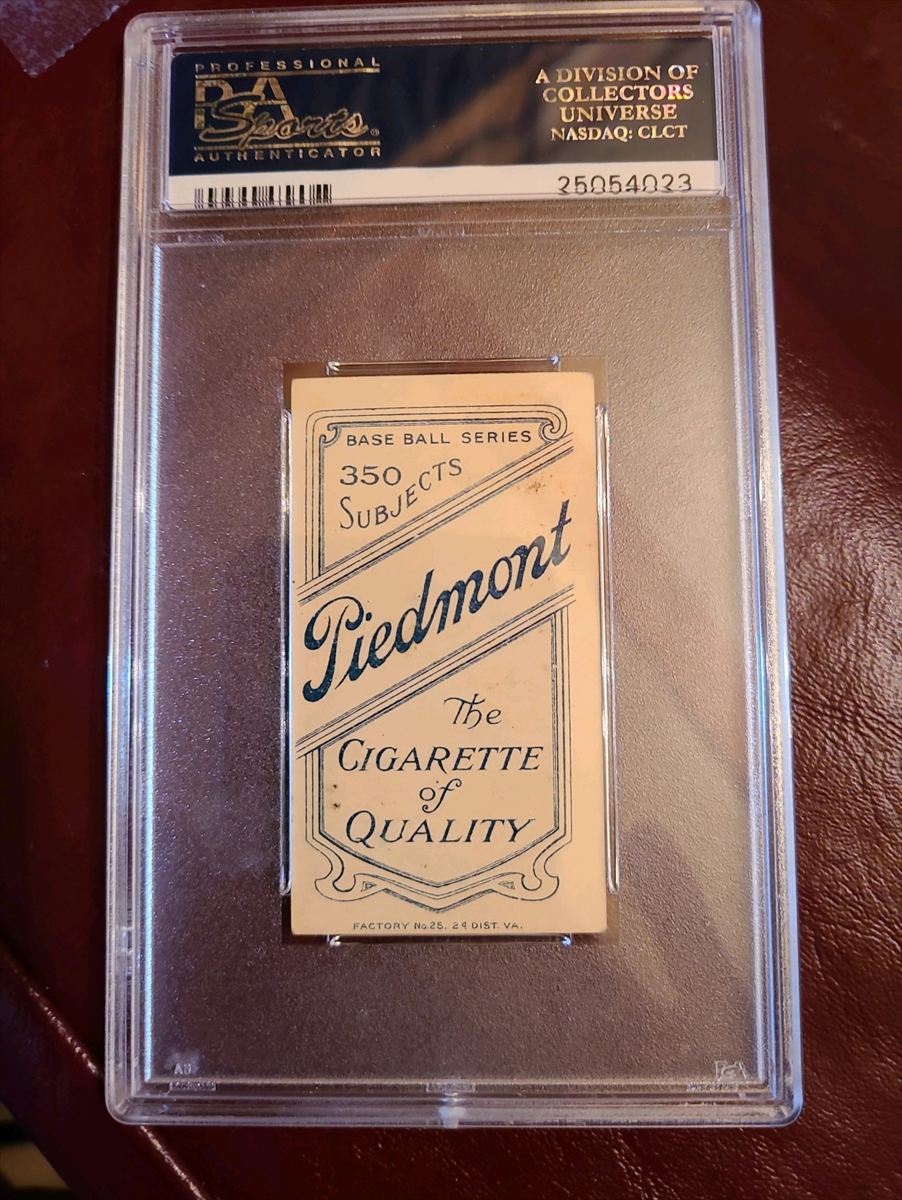 PROFESSIONAL
PSA
Sports®
AUTHENTICATOR
A DIVISION OF
COLLECTORS
UNIVERSE
NASDAQ: CLCT
25054023
BASE BALL SERIES
350
SUBJECTS
Piedmont
The
CIGARETTE
of
QUALITY
FACTORY No. 25, 2d DIST. VA.